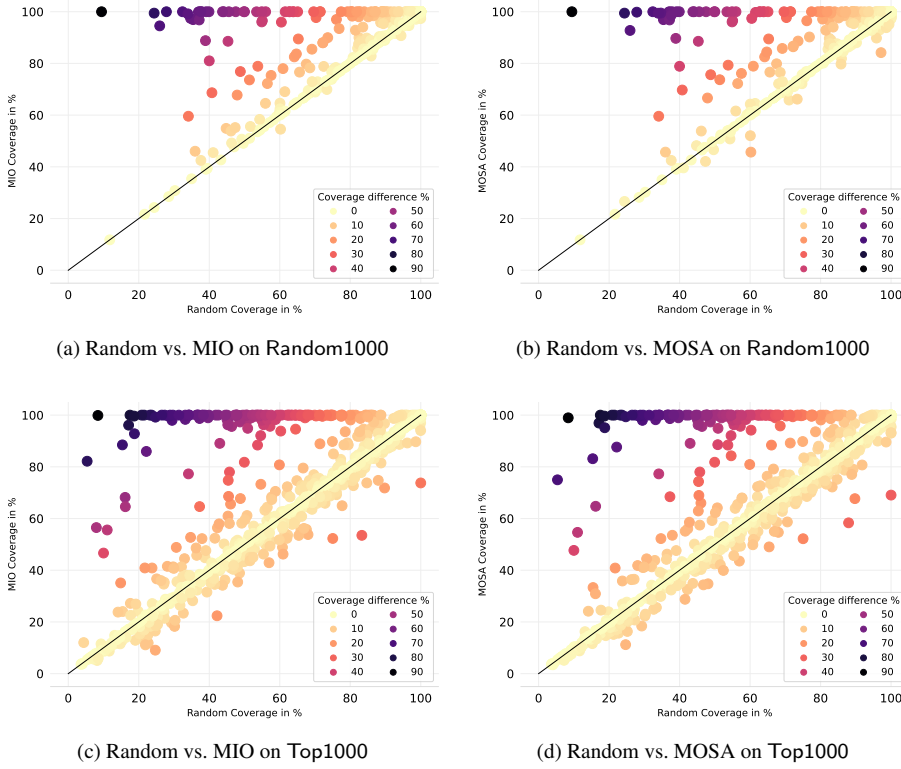 100
80
60
40
20
0
MIO Coverage in %
Coverage difference %
0 50
10 60
20 70
30 80
40 90
0 20 40 60 80 100
Random Coverage in %
(a) Random vs. MIO on Random1000
100
80
60
40
20
0
MOSA Coverage in %
Coverage difference %
0 50
10 60
20 70
30 80
40 90
0 20 40 60 80 100
Random Coverage in %
(b) Random vs. MOSA on Random1000
100
80
60
40
20
0
MIO Coverage in %
Coverage difference %
0 50
10 60
20 70
30 80
40 90
0 20 40 60 80 100
Random Coverage in %
(c) Random vs. MIO on Top1000
100
80
60
40
20
0
MOSA Coverage in %
Coverage difference %
0 50
10 60
20 70
30 80
40 90
0 20 40 60 80 100
Random Coverage in %
(d) Random vs. MOSA on Top1000